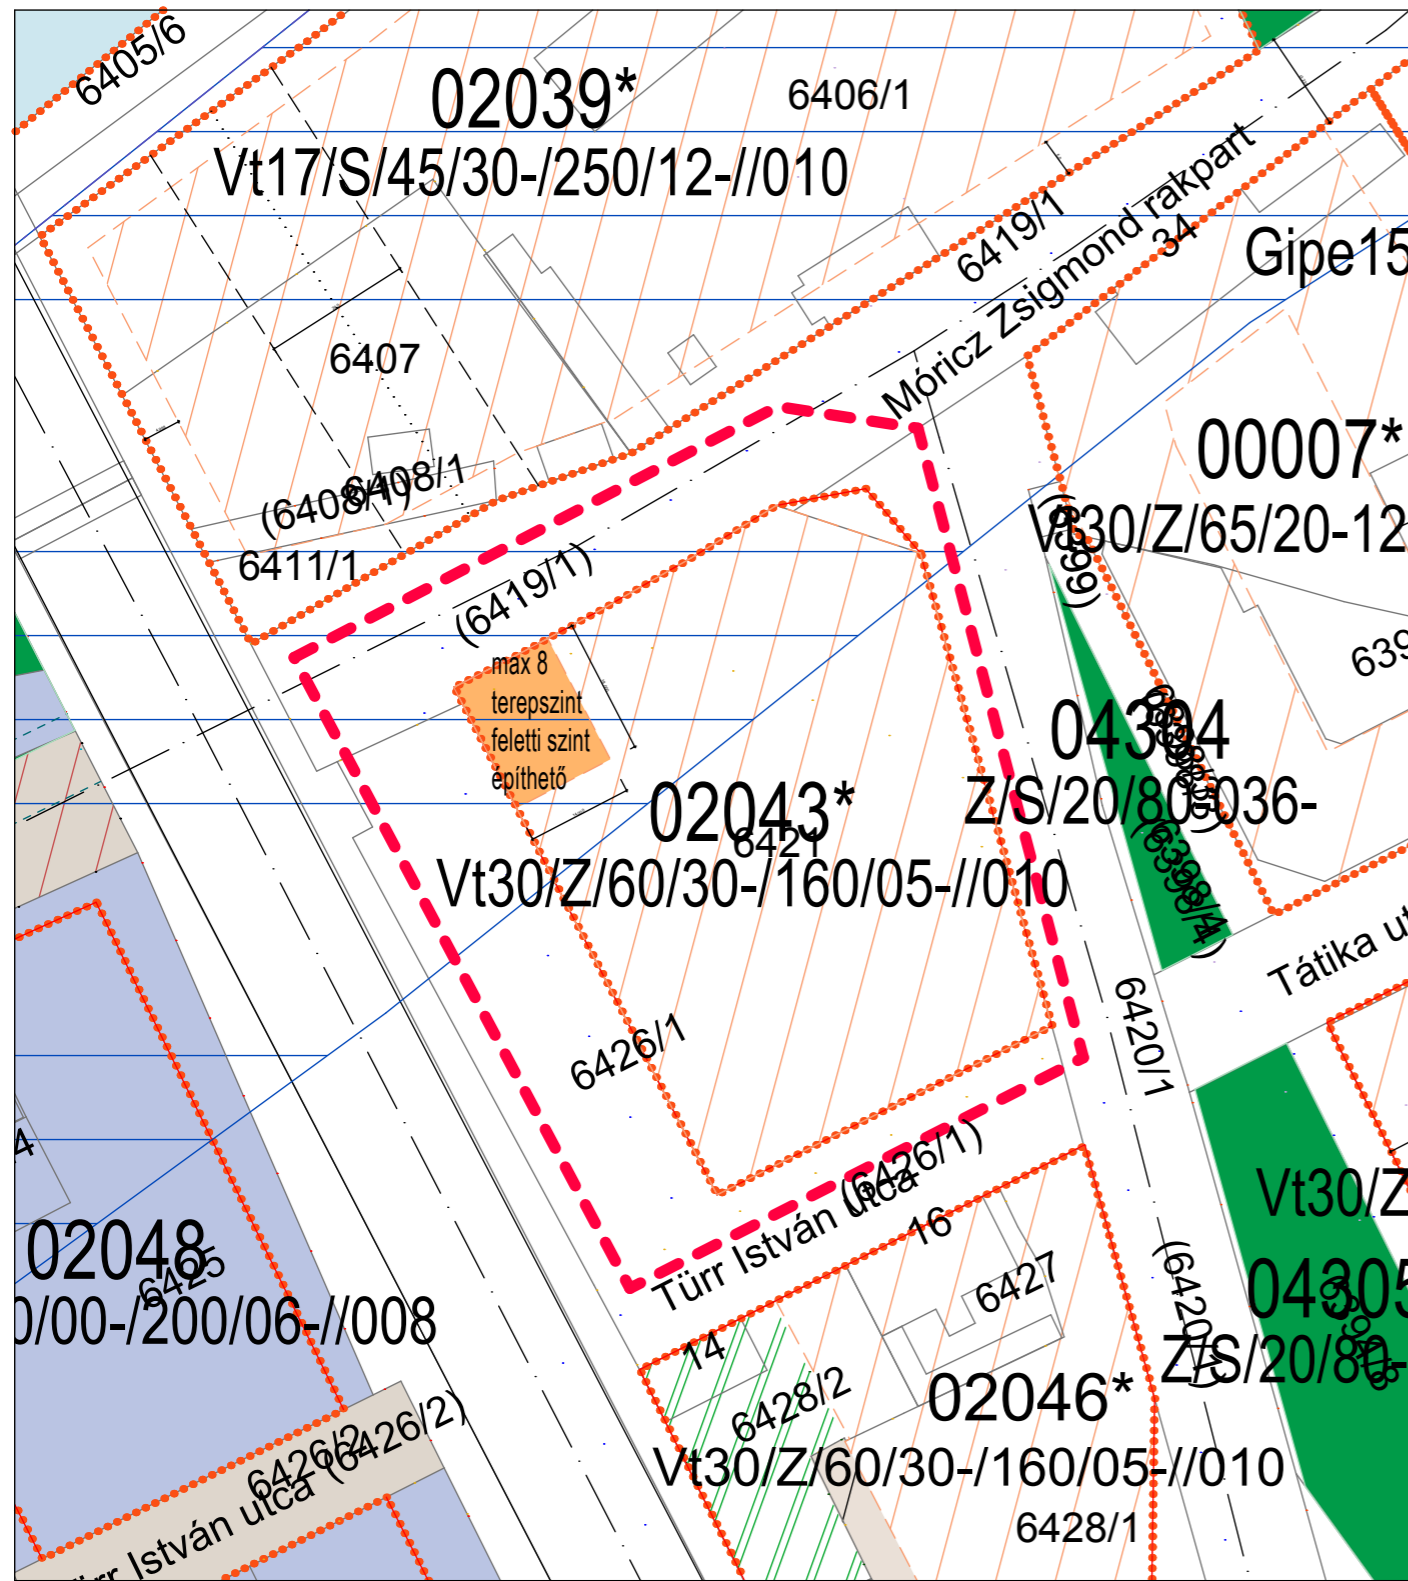 6405/6
02039*
6406/1
Vt17/S/45/30-/250/12-//010
6419/1
Móricz Zsigmond rakpart
34
Gipe15
6407
00007*
6408/1
(6408/1)
Vt30/Z/65/20-12
(6399)
6411/1
(6419/1)
639
max 8
terepszint
feletti szint
építhető
04304
02043*
Z/S/20/80-036-
6421
Vt30/Z/60/30-/160/05-//010
6398/4
(6398/4)
Tátika ut
6420/1
6426/1
4
(6426/1)
Türr István utca
16
Vt30/Z
02048
6425
0/00-/200/06-//008
6427
(6420/1)
04305
Z/S/20/80-
14
6428/2
02046*
6426/2
(6426/2)
Vt30/Z/60/30-/160/05-//010
6428/1
ürr István utca